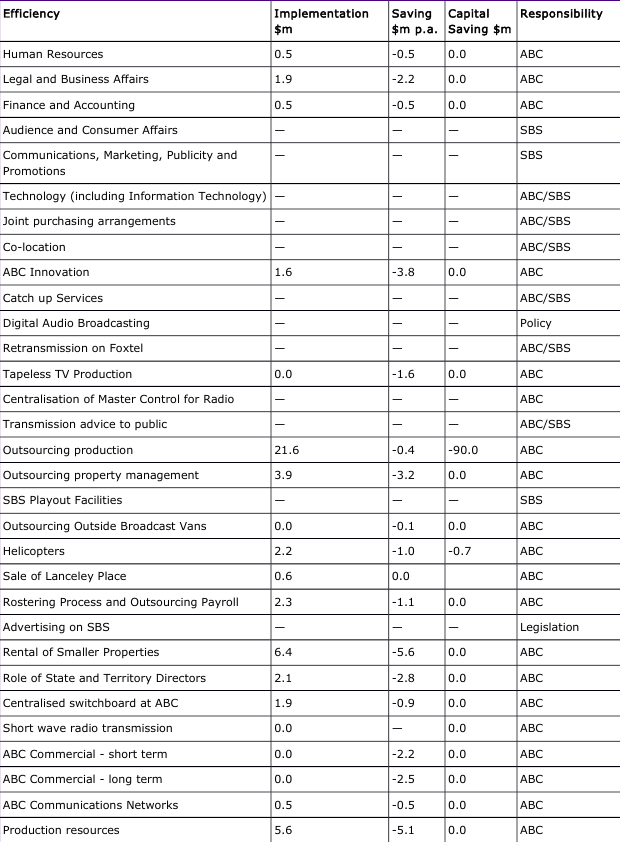 Efficiency Implementation $m Saving $m p.a. Capital Saving $m Responsibility
Human Resources 0.5 -0.5 0.0 ABC
Legal and Business Affairs 1.9 -2.2 0.0 ABC
Finance and Accounting 0.5 -0.5 0.0 ABC
Audience and Consumer Affairs — — — SBS
Communications, Marketing, Publicity and — — — SBS
Promotions
Technology (including Information Technology) — — — ABC/SBS
Joint purchasing arrangements — — — ABC/SBS
Co-location — — — ABC/SBS
ABC Innovation 1.6 -3.8 0.0 ABC
Catch up Services — — — ABC/SBS
Digital Audio Broadcasting — — — Policy
Retransmission on Foxtel — — — ABC/SBS
Tapeless TV Production 0.0 -1.6 0.0 ABC
Centralisation of Master Control for Radio — — — ABC
Transmission advice to public — — — ABC/SBS
Outsourcing production 21.6 -0.4 -90.0 ABC
Outsourcing property management 3.9 -3.2 0.0 ABC
SBS Playout Facilities — — — SBS
Outsourcing Outside Broadcast Vans 0.0 -0.1 0.0 ABC
Helicopters 2.2 -1.0 -0.7 ABC
Sale of Lanceley Place 0.6 0.0 ABC
Rostering Process and Outsourcing Payroll 2.3 -1.1 0.0 ABC
Advertising on SBS — — — Legislation
Rental of Smaller Properties 6.4 -5.6 0.0 ABC
Role of State and Territory Directors 2.1 -2.8 0.0 ABC
Centralised switchboard at ABC 1.9 -0.9 0.0 ABC
Short wave radio transmission 0.0 — 0.0 ABC
ABC Commercial - short term 0.0 -2.2 0.0 ABC
ABC Commercial - long term 0.0 -2.5 0.0 ABC
ABC Communications Networks 0.5 -0.5 0.0 ABC
Production resources 5.6 -5.1 0.0 ABC